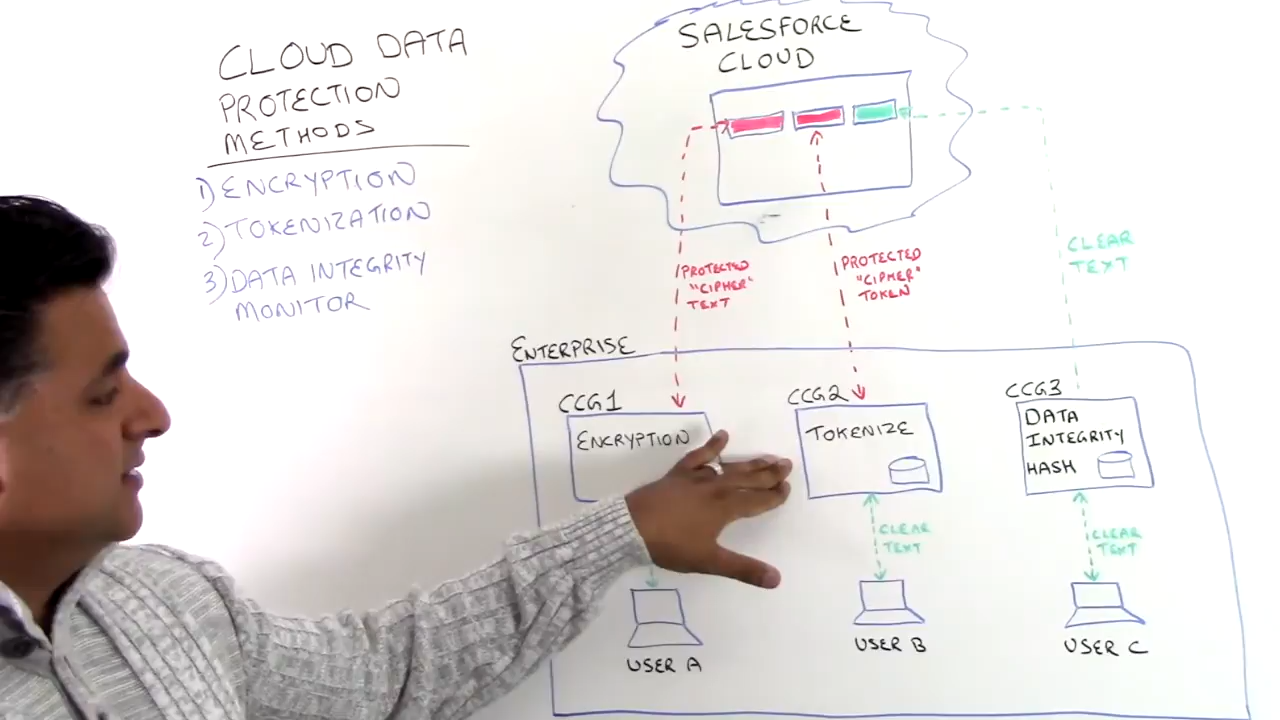 CLOUD DATA
PROTECTION
METHODS
1) ENCRYPTION
2) TOKENIZATION
3) DATA INTEGRITY
MONITOR
SALESFORCE
CLOUD
PROTECTED
"CIPHER"
TEXT
PROTECTED
"CIPHER"
TOKEN
CLEAR
TEXT
ENTERPRISE
CCG1
ENCRYPTION
CCG2
TOKENIZE
CCG3
DATA
INTEGRITY
HASH
CLEAR
TEXT
CLEAR
TEXT
USER A
USER B
USER C